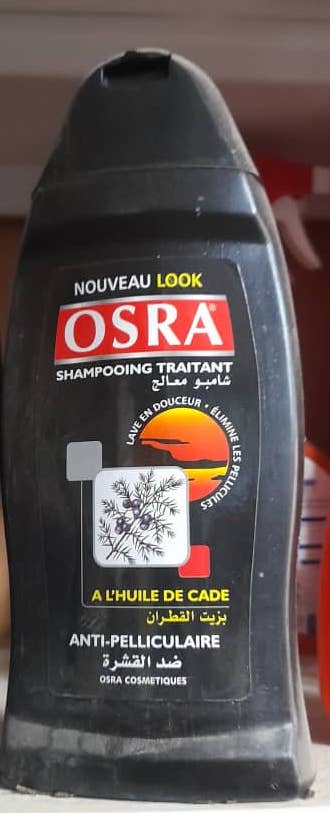 NOUVEAU LOOK
OSRA®
SHAMPOOING TRAITANT
شامبو معالج
LAVE EN DOUCEUR • ÉLIMINE LES PELLICULES
A L'HUILE DE CADE
بزيت القطران
ANTI-PELLICULAIRE
ضد القشرة
OSRA COSMETIQUES